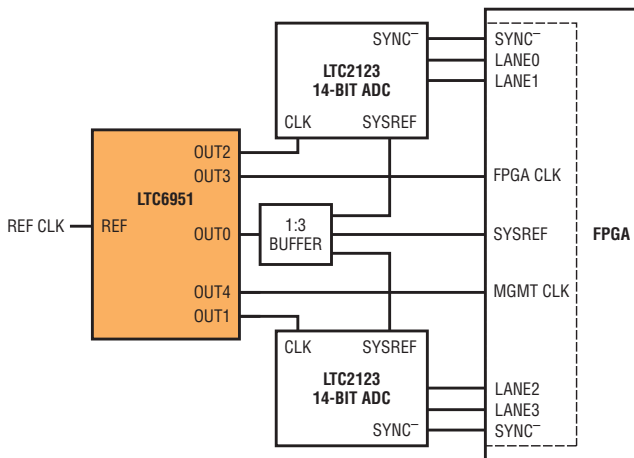 SYNC⁻
LTC2123
14-BIT ADC
CLK SYSREF
SYNC⁻
LANE0
LANE1
OUT2
OUT3
LTC6951
REF CLK
REF
OUT0
OUT4
OUT1
1:3
BUFFER
FPGA CLK
SYSREF
FPGA
MGMT CLK
CLK SYSREF
LTC2123
14-BIT ADC
SYNC⁻
LANE2
LANE3
SYNC⁻